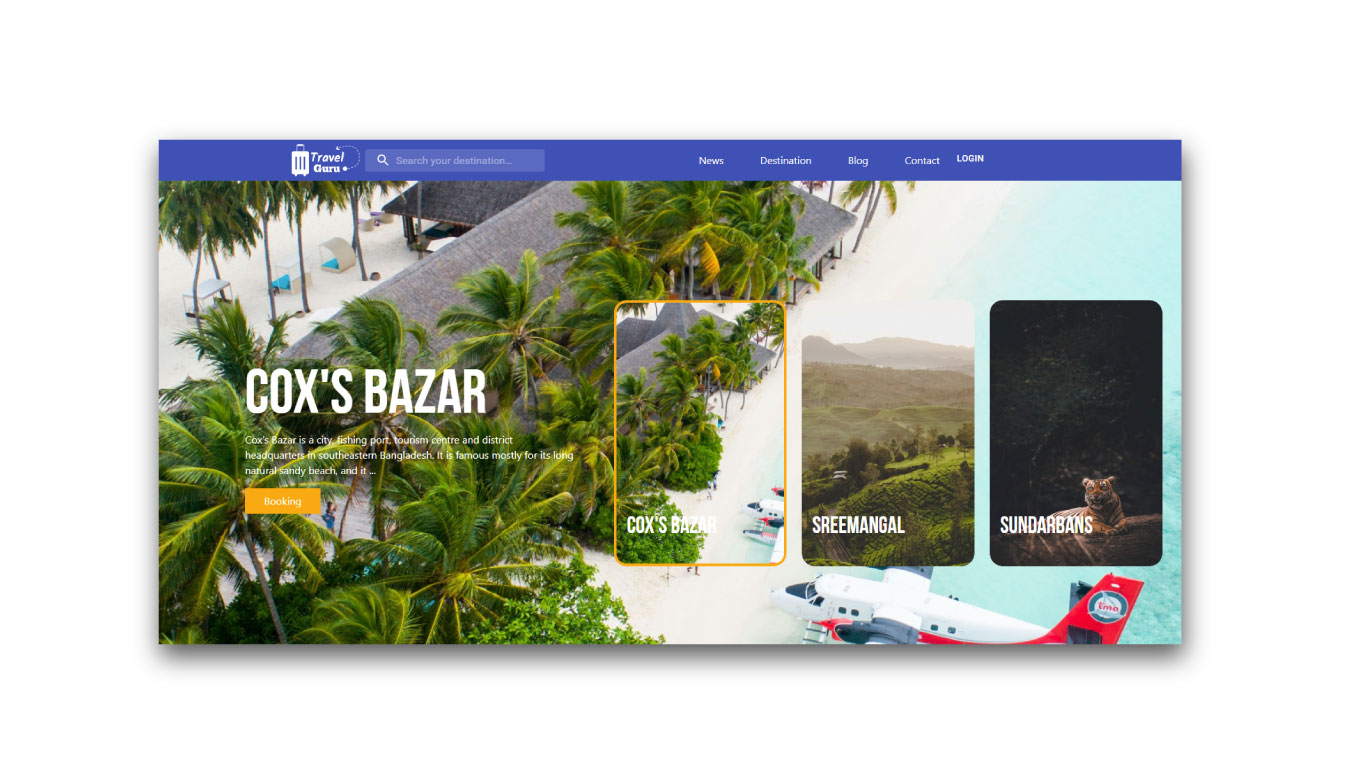 Travel
Guru
Search your destination...
News
Destination
Blog
Contact
LOGIN
COX'S BAZAR
Cox's Bazar is a city, fishing port, tourism centre and district
headquarters in southeastern Bangladesh. It is famous mostly for its long
natural sandy beach, and it ...
Booking
COX'S BAZAR
SREEMANGAL
SUNDARBANS
tma